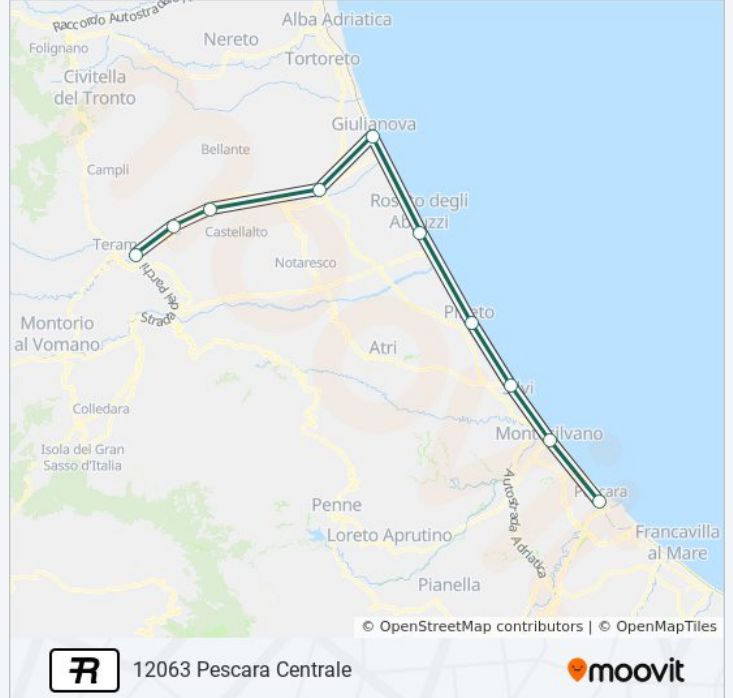 Raccordo Autostrada
Alba Adriatica
Folignano
Nereto
Tortoreto
Civitella
del Tronto
Giulianova
Bellante
Campli
Roseto degli
Abruzzi
Castellalto
Teramo
Notaresco
Strada dei Parchi
Pineto
Montorio
al Vomano
Atri
Silvi
Colledara
Montesilvano
Isola del Gran
Sasso d'Italia
Pescara
Autostrada Adriatica
Penne
Loreto Aprutino
Francavilla
al Mare
Pianella
© OpenStreetMap contributors | © OpenMapTiles
R 12063 Pescara Centrale
moovit